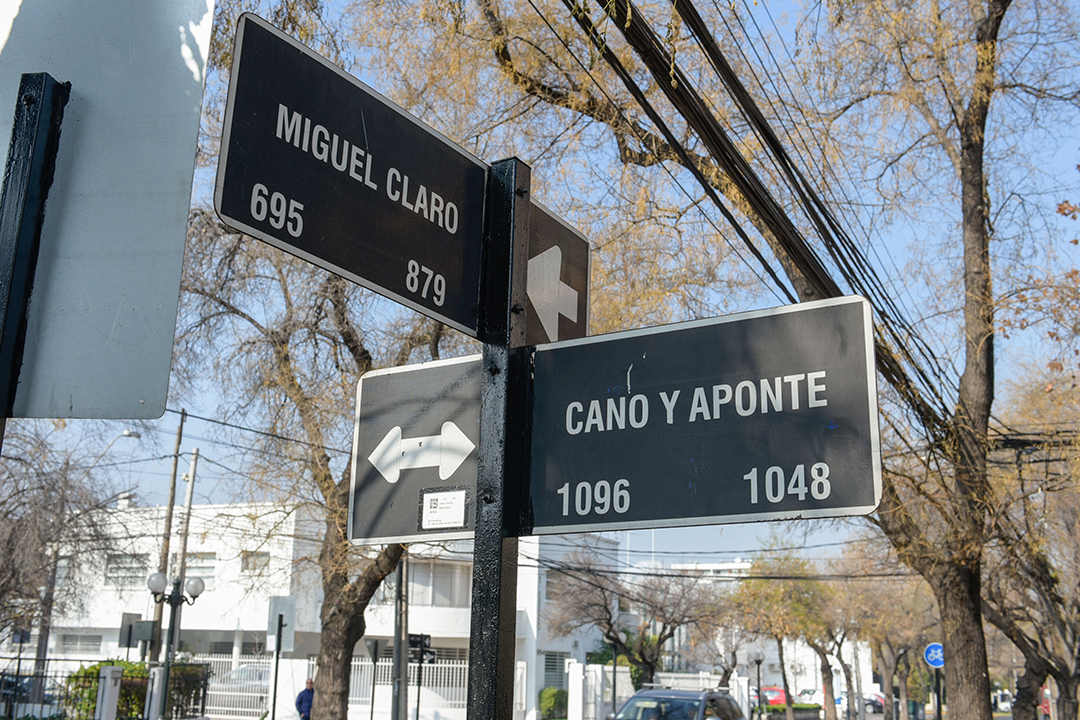 MIGUEL CLARO
695
879
CANO Y APONTE
1096 1048